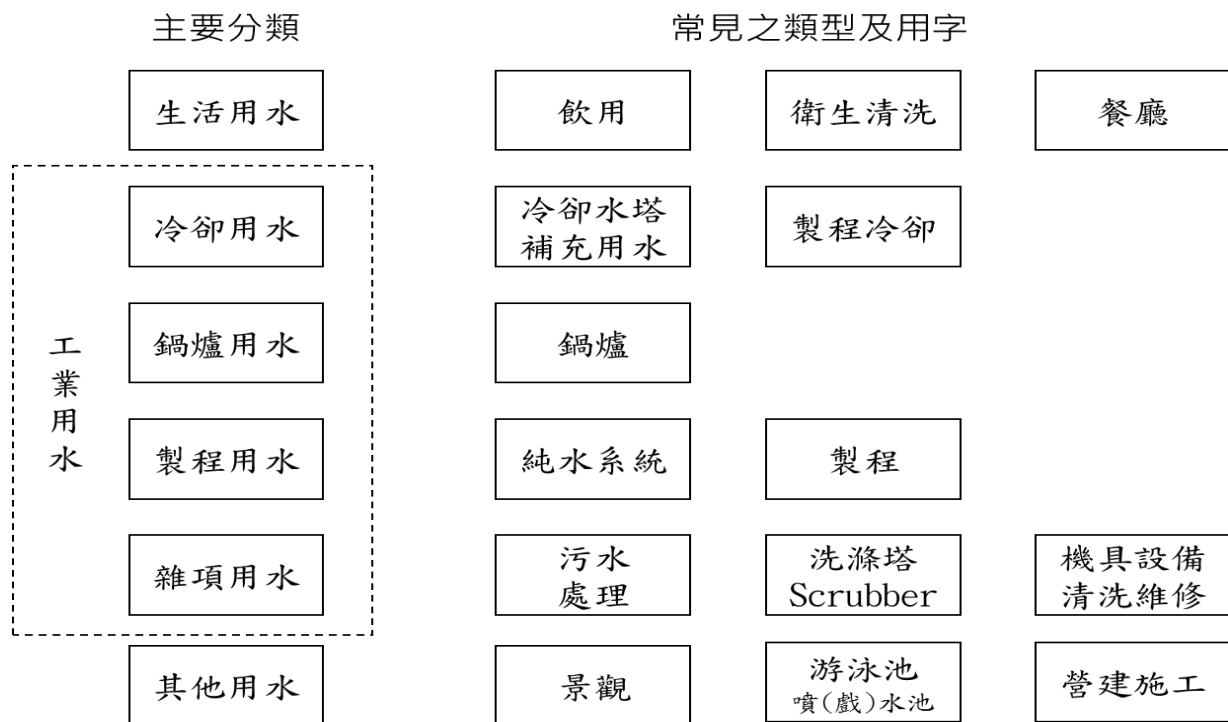 主要分類
常見之類型及用字
生活用水
飲用
衛生清洗
餐廳
工業用水
冷卻用水
冷卻水塔
補充用水
製程冷卻
鍋爐用水
鍋爐
製程用水
純水系統
製程
雜項用水
污水
處理
洗滌塔
Scrubber
機具設備
清洗維修
其他用水
景觀
游泳池
噴(戲)水池
營建施工